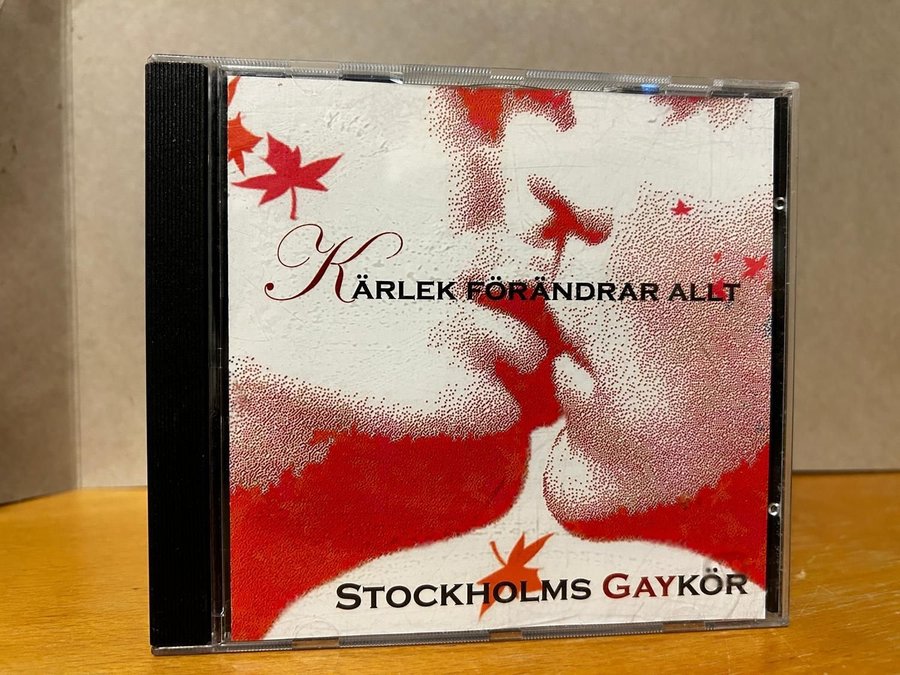 KÄRLEK FÖRÄNDRAR ALLT
STOCKHOLMS GAYKÖR